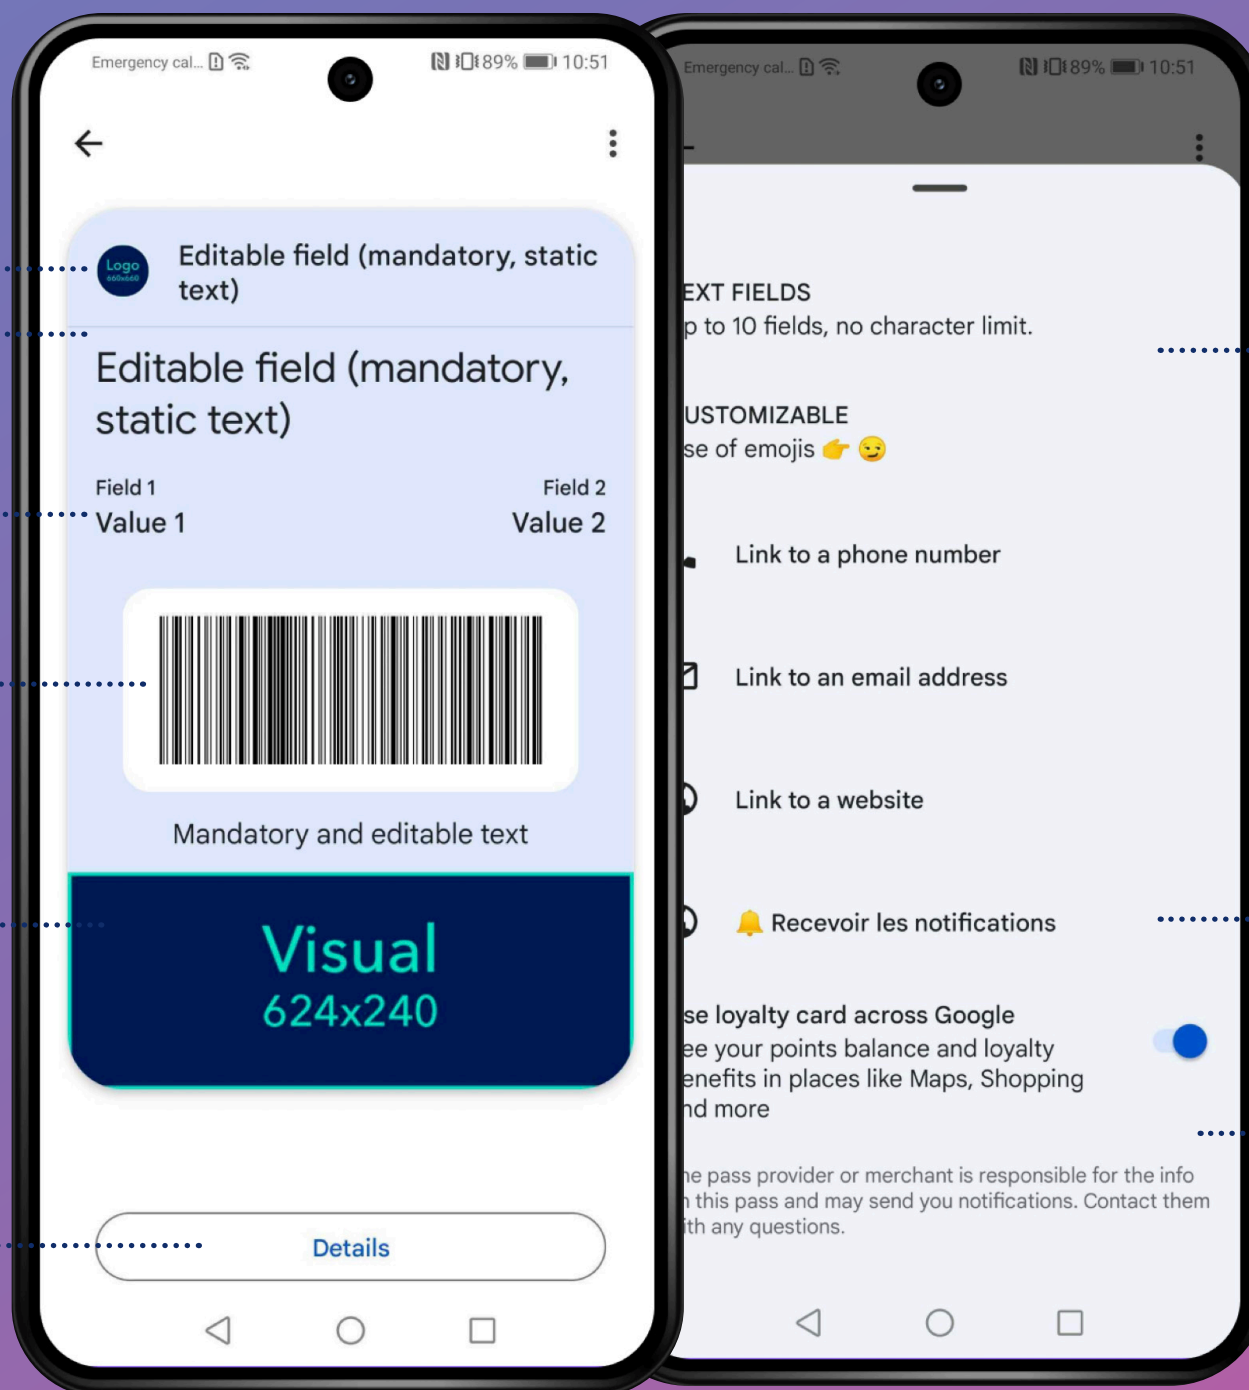 Emergency cal... 89% 10:51
Logo
660x660
Editable field (mandatory, static
text)
Editable field (mandatory,
static text)
Field 1 Field 2
Value 1 Value 2
Mandatory and editable text
Visual
624x240
Details
Emergency cal... 89% 10:51
EXT FIELDS
p to 10 fields, no character limit.
USTOMIZABLE
se of emojis 👉 😏
Link to a phone number
Link to an email address
Link to a website
🔔 Recevoir les notifications
se loyalty card across Google
ee your points balance and loyalty
enefits in places like Maps, Shopping
nd more
he pass provider or merchant is responsible for the info
n this pass and may send you notifications. Contact them
ith any questions.